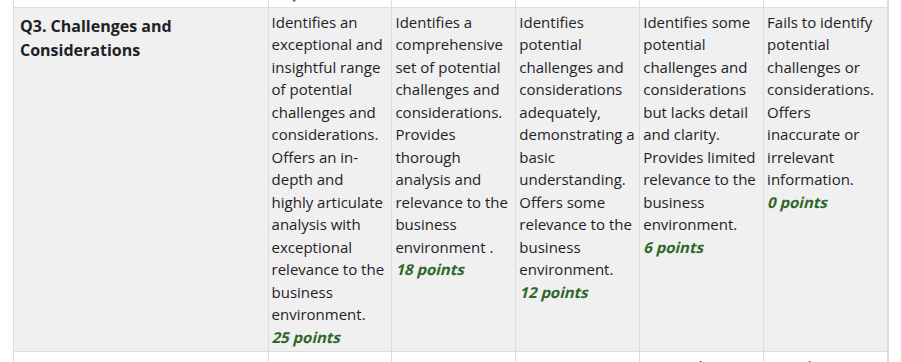 Q3. Challenges and
Considerations
Identifies an
exceptional and
insightful range
of potential
challenges and
considerations.
Offers an in-
depth and
highly articulate
analysis with
exceptional
relevance to the
business
environment.
25 points
Identifies a
comprehensive
set of potential
challenges and
considerations.
Provides
thorough
analysis and
relevance to the
business
environment .
18 points
Identifies
potential
challenges and
considerations
adequately,
demonstrating a
basic
understanding.
Offers some
relevance to the
business
environment.
12 points
Identifies some
potential
challenges and
considerations
but lacks detail
and clarity.
Provides limited
relevance to the
business
environment.
6 points
Fails to identify
potential
challenges or
considerations.
Offers
inaccurate or
irrelevant
information.
0 points